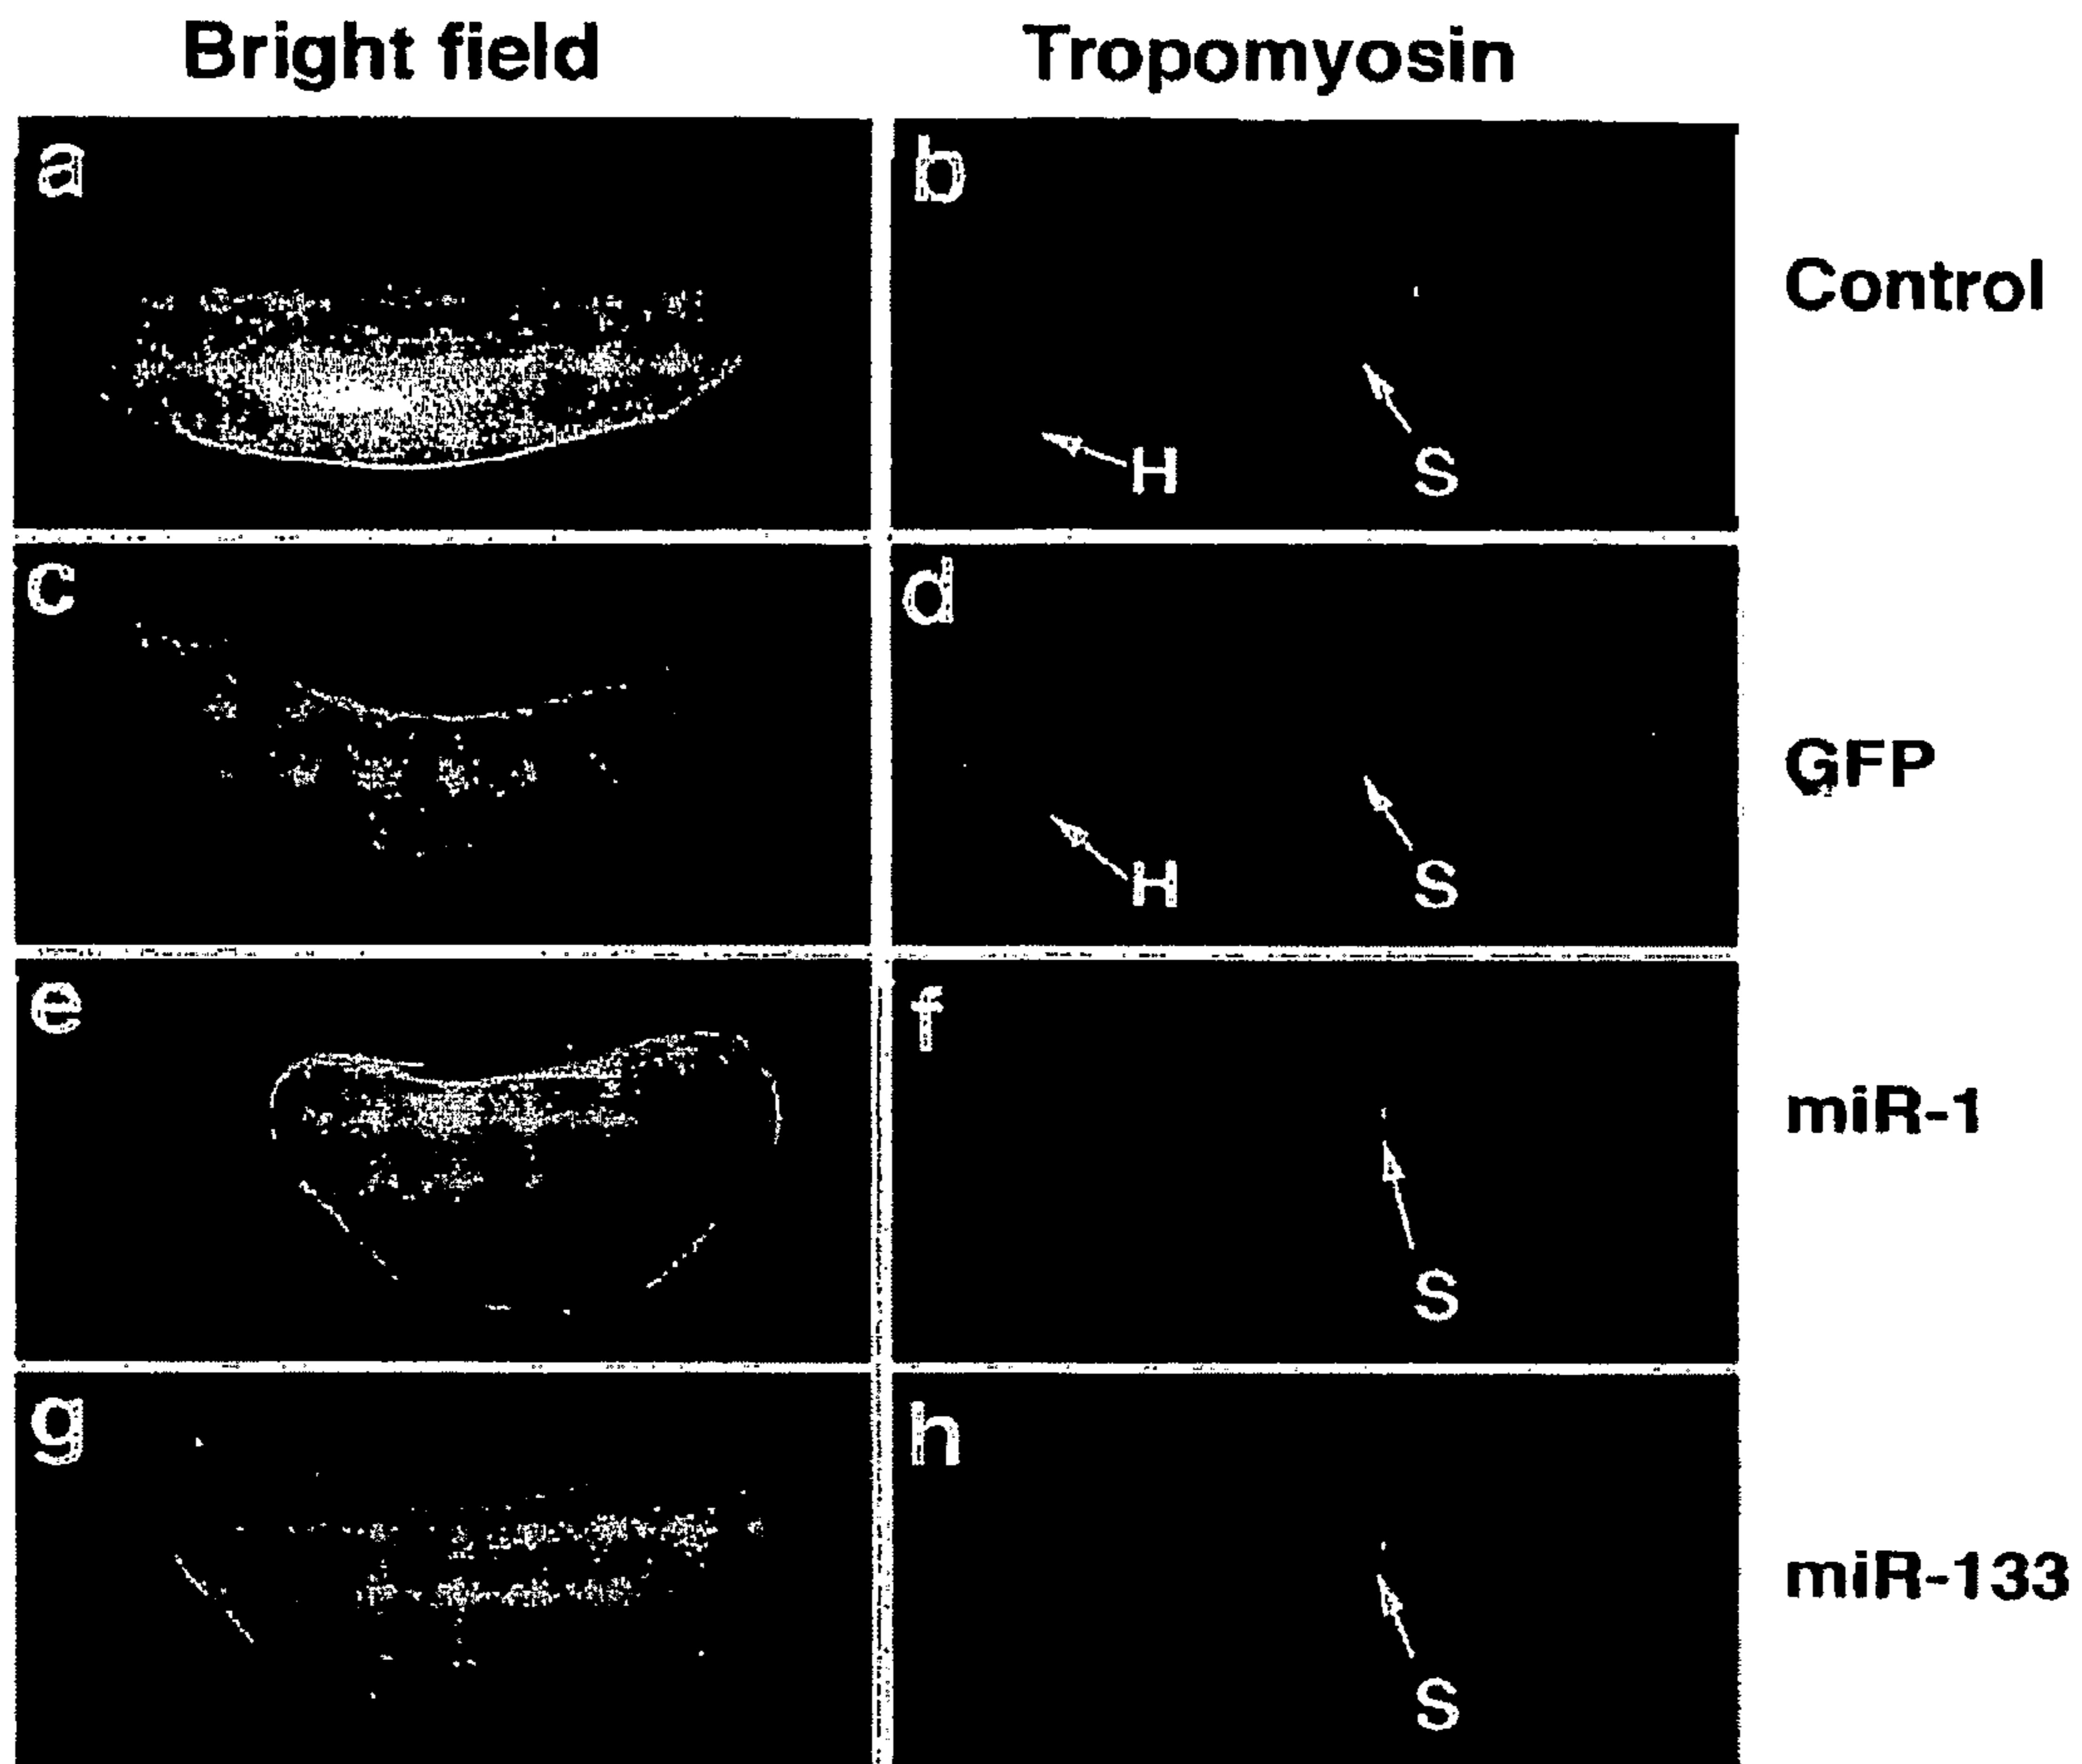 Bright field Tropomyosin
a b
Control
H S
c d
GFP
H S
e f
miR-1
S
g h
miR-133
S